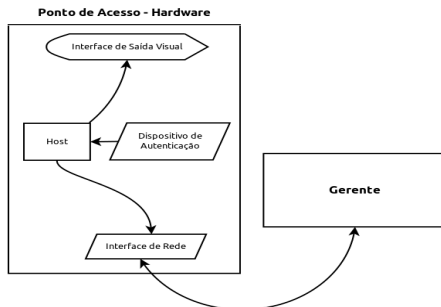 Ponto de Acesso - Hardware
Interface de Saída Visual
Host
Dispositivo de
Autenticação
Gerente
Interface de Rede